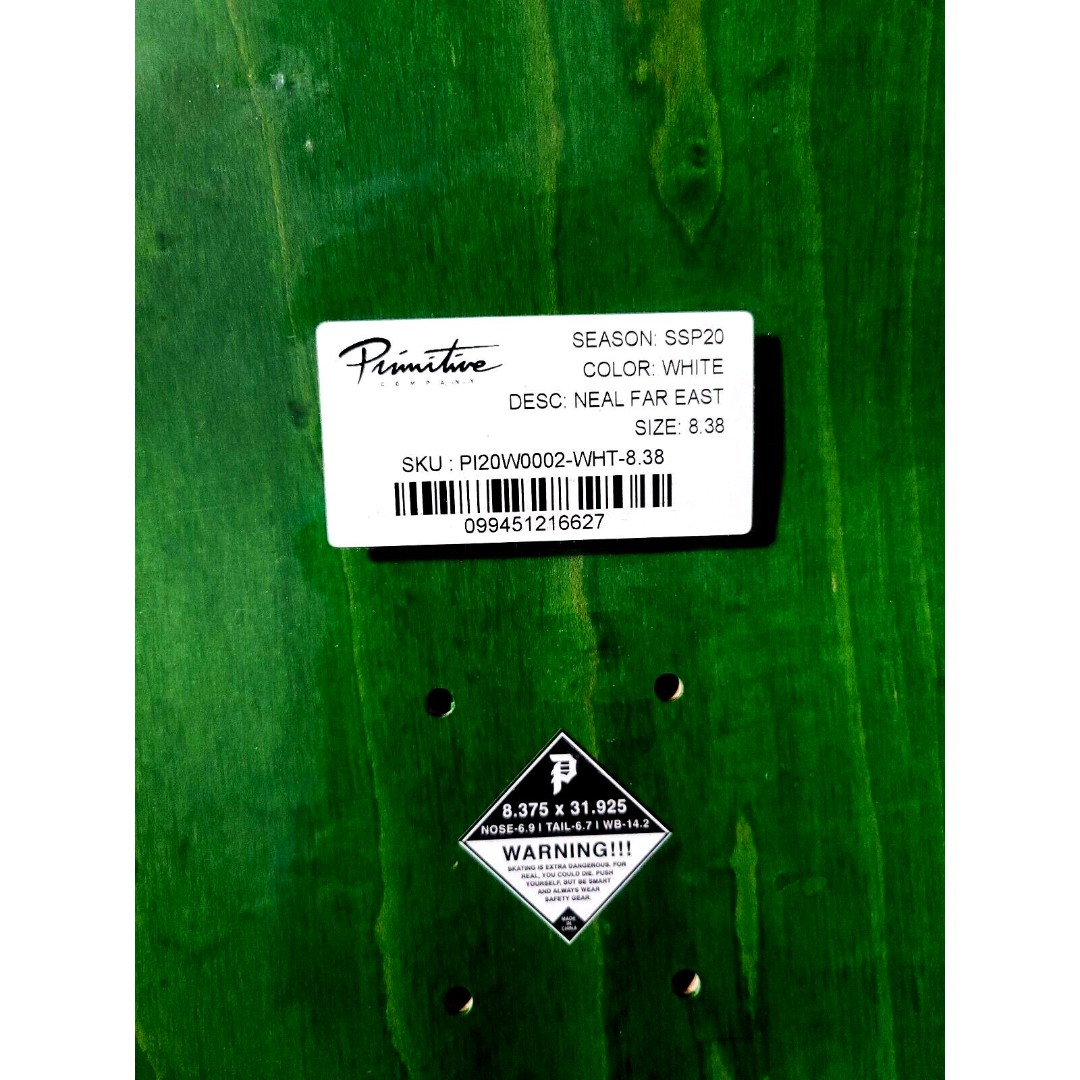 Primitive
COMPANY
SEASON: SSP20
COLOR: WHITE
DESC: NEAL FAR EAST
SIZE: 8.38
SKU : PI20W0002-WHT-8.38
099451216627
P
8.375 x 31.925
NOSE-6.9 | TAIL-6.7 | WB-14.2
WARNING!!!
SKATING IS EXTRA DANGEROUS. FOR
REAL, YOU COULD DIE. PUSH
YOURSELF, BUT BE SMART
AND ALWAYS WEAR
SAFETY GEAR.
MADE
IN
CHINA